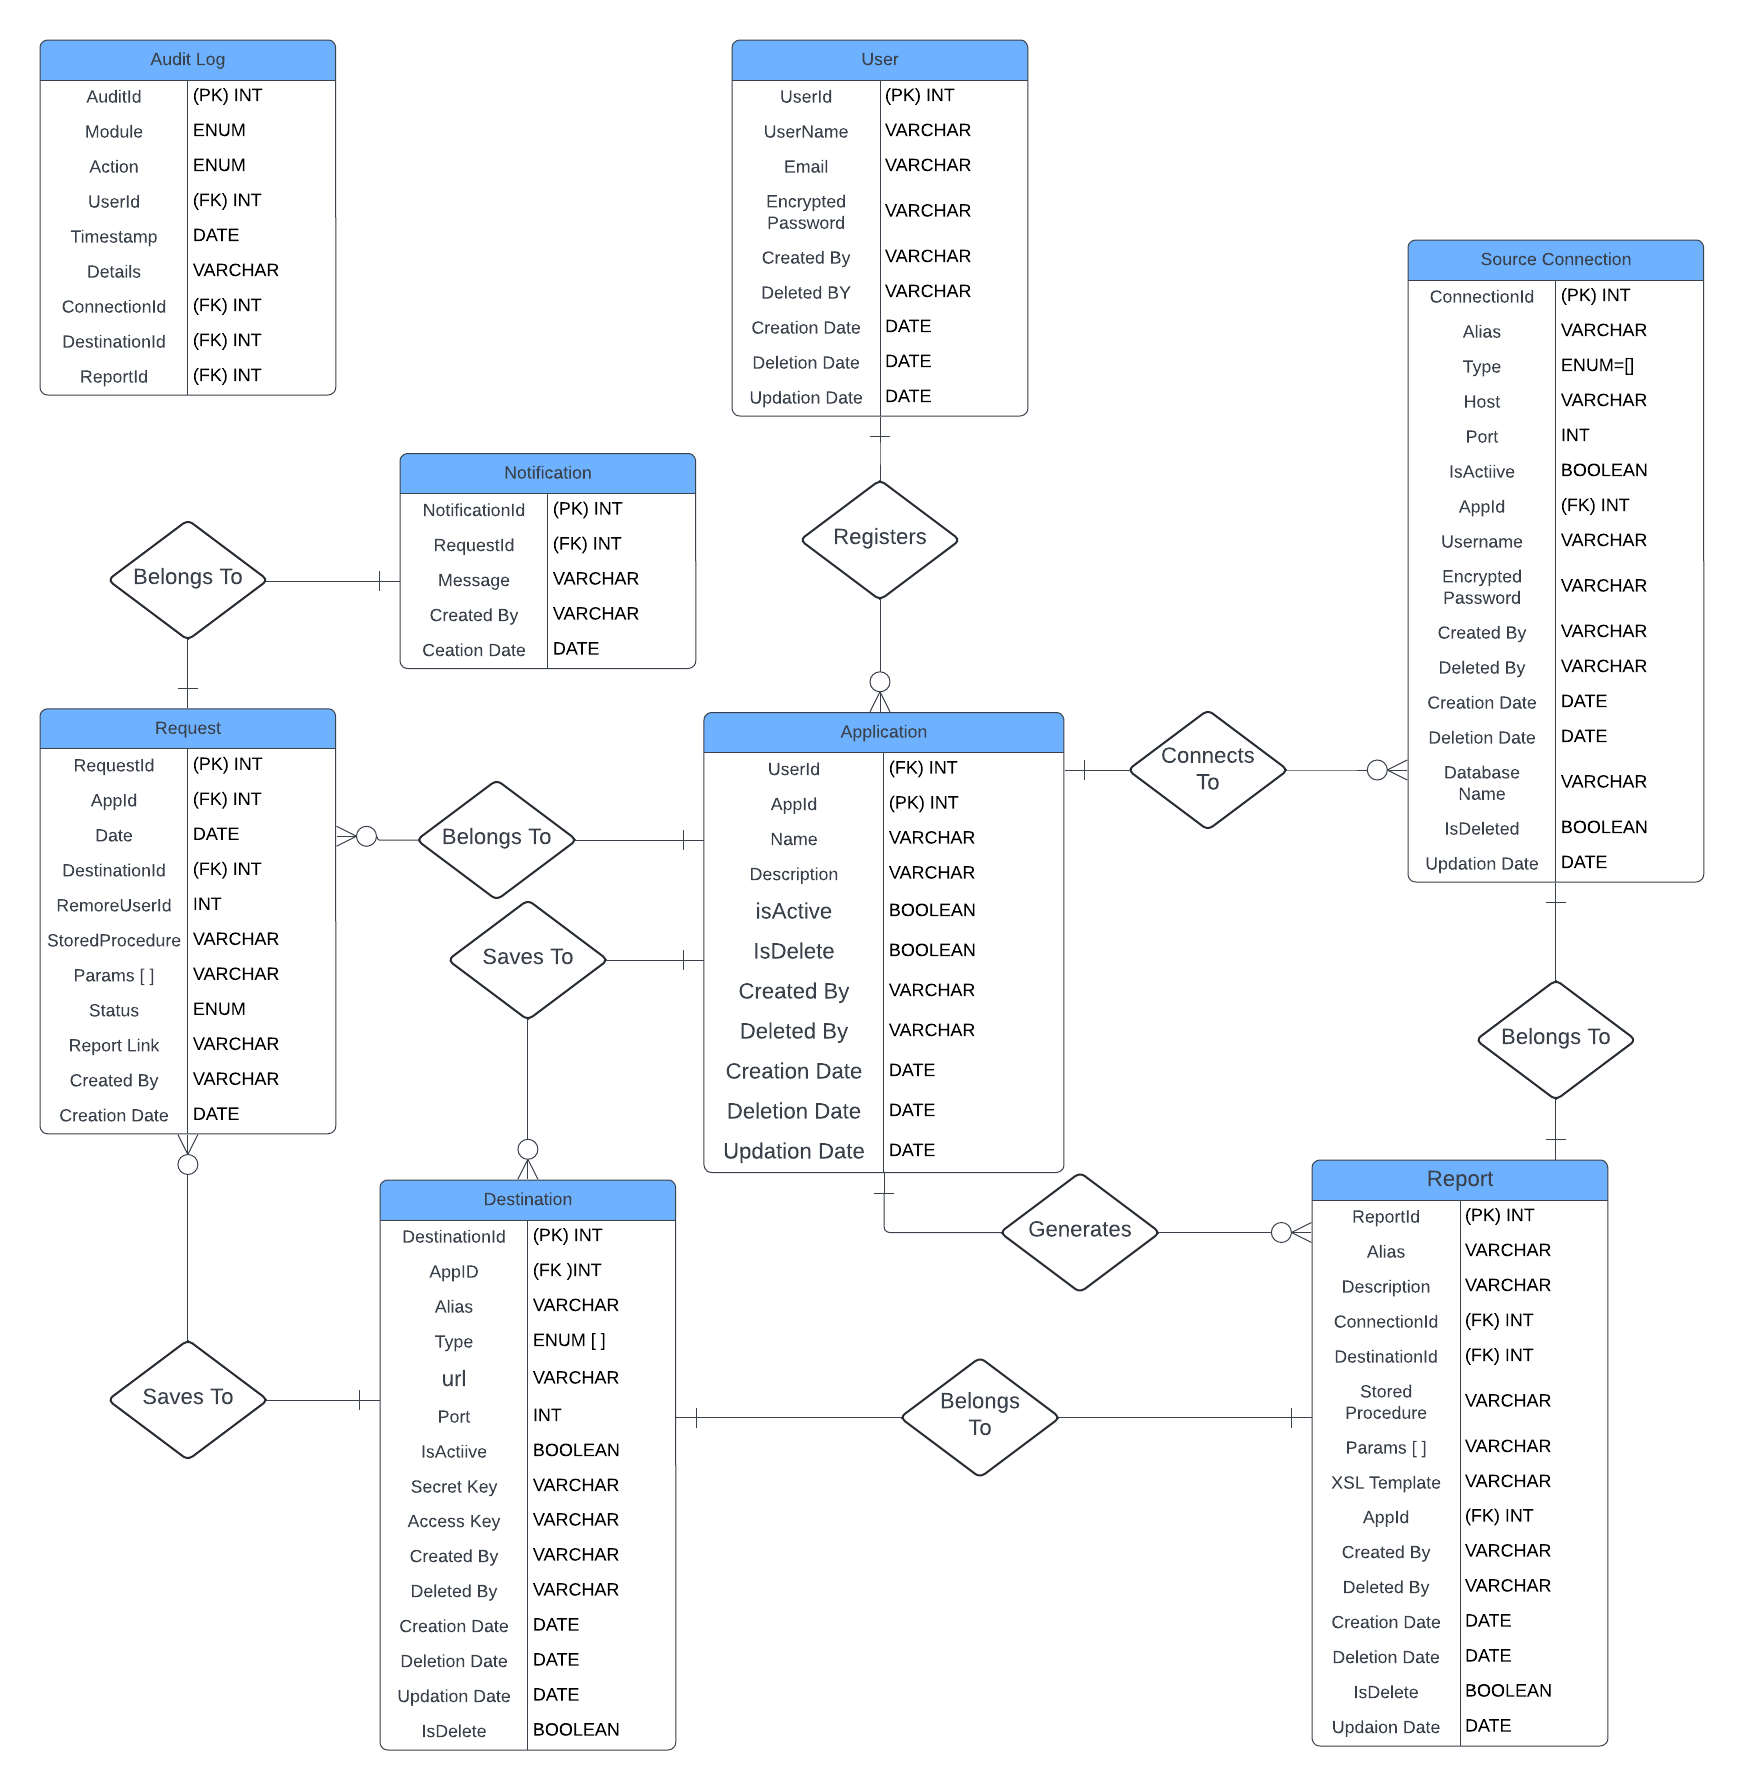 Audit Log
AuditId (PK) INT
Module ENUM
Action ENUM
UserId (FK) INT
Timestamp DATE
Details VARCHAR
ConnectionId (FK) INT
DestinationId (FK) INT
ReportId (FK) INT
User
UserId (PK) INT
UserName VARCHAR
Email VARCHAR
Encrypted
Password VARCHAR
Created By VARCHAR
Deleted BY VARCHAR
Creation Date DATE
Deletion Date DATE
Updation Date DATE
Source Connection
ConnectionId (PK) INT
Alias VARCHAR
Type ENUM=[]
Host VARCHAR
Port INT
IsActiive BOOLEAN
AppId (FK) INT
Username VARCHAR
Encrypted
Password VARCHAR
Created By VARCHAR
Deleted By VARCHAR
Creation Date DATE
Deletion Date DATE
Database
Name VARCHAR
IsDeleted BOOLEAN
Updation Date DATE
Notification
NotificationId (PK) INT
RequestId (FK) INT
Message VARCHAR
Created By VARCHAR
Ceation Date DATE
Belongs To
Registers
Request
RequestId (PK) INT
AppId (FK) INT
Date DATE
DestinationId (FK) INT
RemoreUserId INT
StoredProcedure VARCHAR
Params [ ] VARCHAR
Status ENUM
Report Link VARCHAR
Created By VARCHAR
Creation Date DATE
Belongs To
Saves To
Application
UserId (FK) INT
AppId (PK) INT
Name VARCHAR
Description VARCHAR
isActive BOOLEAN
IsDelete BOOLEAN
Created By VARCHAR
Deleted By VARCHAR
Creation Date DATE
Deletion Date DATE
Updation Date DATE
Connects
To
Belongs To
Generates
Saves To
Destination
DestinationId (PK) INT
AppID (FK )INT
Alias VARCHAR
Type ENUM [ ]
url VARCHAR
Port INT
IsActiive BOOLEAN
Secret Key VARCHAR
Access Key VARCHAR
Created By VARCHAR
Deleted By VARCHAR
Creation Date DATE
Deletion Date DATE
Updation Date DATE
IsDelete BOOLEAN
Belongs
To
Report
ReportId (PK) INT
Alias VARCHAR
Description VARCHAR
ConnectionId (FK) INT
DestinationId (FK) INT
Stored
Procedure VARCHAR
Params [ ] VARCHAR
XSL Template VARCHAR
AppId (FK) INT
Created By VARCHAR
Deleted By VARCHAR
Creation Date DATE
Deletion Date DATE
IsDelete BOOLEAN
Updaion Date DATE